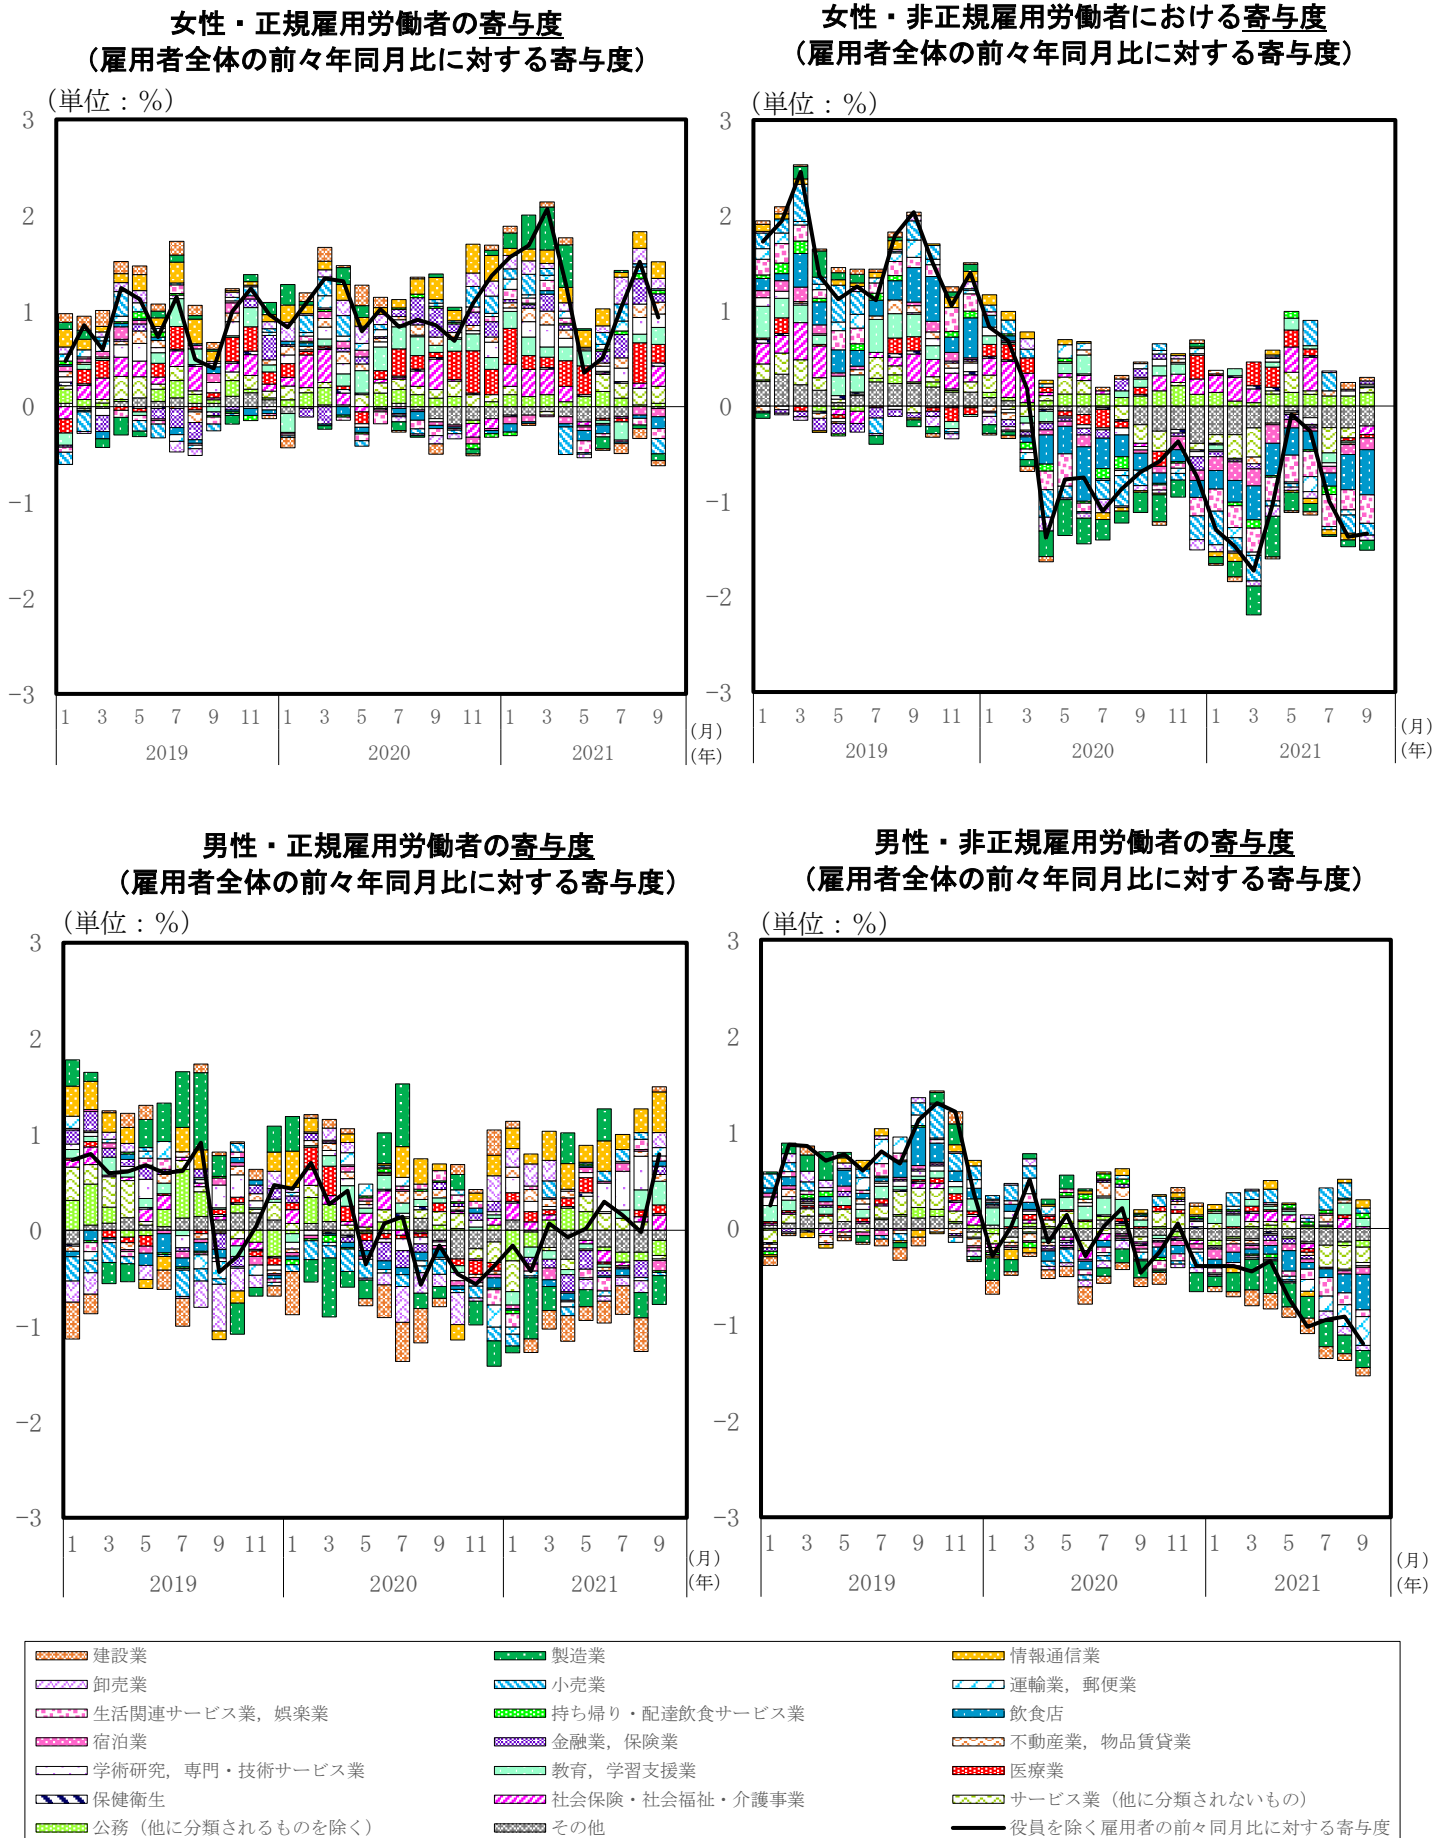 女性・正規雇用労働者の寄与度
（雇用者全体の前々年同月比に対する寄与度）
（単位：％）
3
2
1
0
-1
-2
-3
1 3 5 7 9 11 1 3 5 7 9 11 1 3 5 7 9
（月）
2019 2020 2021
（年）
女性・非正規雇用労働者における寄与度
（雇用者全体の前々年同月比に対する寄与度）
（単位：％）
3
2
1
0
-1
-2
-3
1 3 5 7 9 11 1 3 5 7 9 11 1 3 5 7 9
（月）
2019 2020 2021
（年）
男性・正規雇用労働者の寄与度
（雇用者全体の前々年同月比に対する寄与度）
（単位：％）
3
2
1
0
-1
-2
-3
1 3 5 7 9 11 1 3 5 7 9 11 1 3 5 7 9
（月）
2019 2020 2021
（年）
男性・非正規雇用労働者の寄与度
（雇用者全体の前々年同月比に対する寄与度）
（単位：％）
3
2
1
0
-1
-2
-3
1 3 5 7 9 11 1 3 5 7 9 11 1 3 5 7 9
（月）
2019 2020 2021
（年）
建設業 製造業 情報通信業
卸売業 小売業 運輸業，郵便業
生活関連サービス業，娯楽業 持ち帰り・配達飲食サービス業 飲食店
宿泊業 金融業，保険業 不動産業，物品賃貸業
学術研究，専門・技術サービス業 教育，学習支援業 医療業
保健衛生 社会保険・社会福祉・介護事業 サービス業（他に分類されないもの）
公務（他に分類されるものを除く） その他 役員を除く雇用者の前々同月比に対する寄与度